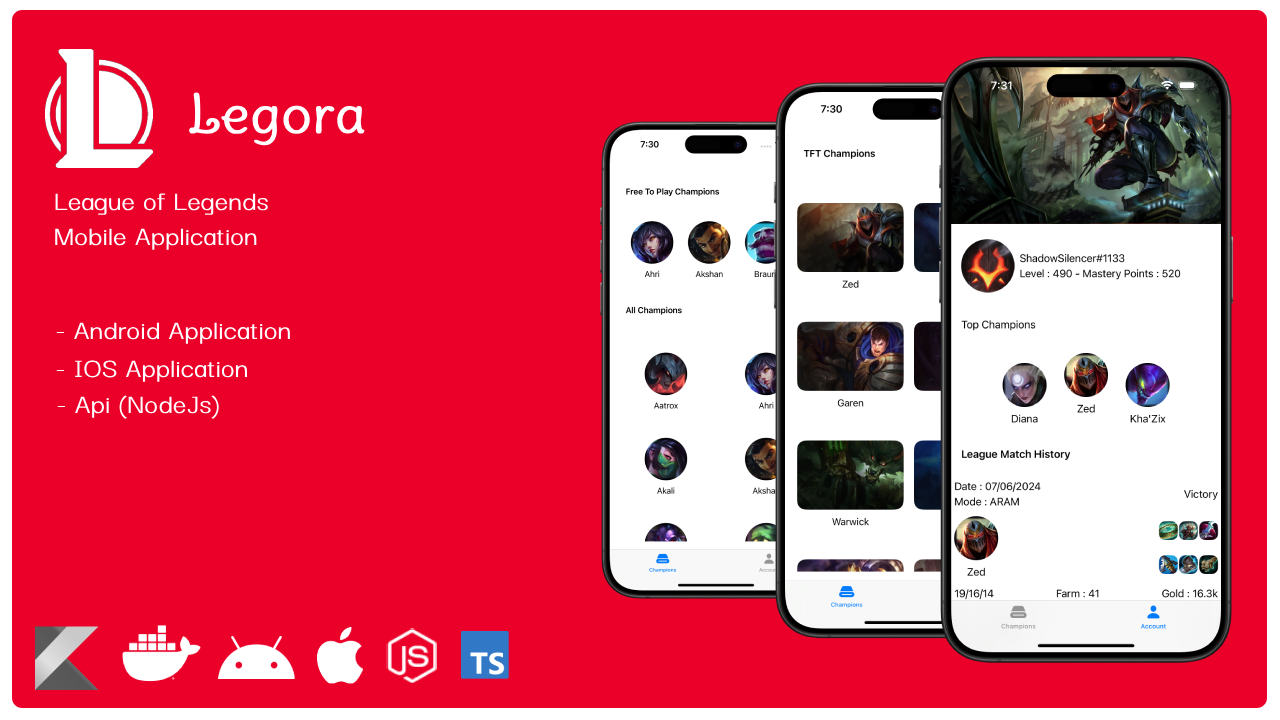 Legora
League of Legends
Mobile Application
- Android Application
- IOS Application
- Api (NodeJs)
JS
TS
7:30
Free To Play Champions
Ahri
Akshan
All Champions
Aatrox
Ahri
Akali
Champions
7:30
TFT Champions
Zed
Garen
Warwick
Champions
7:31
ShadowSilencer#1133
Level : 490 - Mastery Points : 520
Top Champions
Diana
Zed
Kha'Zix
League Match History
Date : 07/06/2024
Mode : ARAM
Victory
Zed
19/16/14 Farm : 41 Gold : 16.3k
Champions
Account